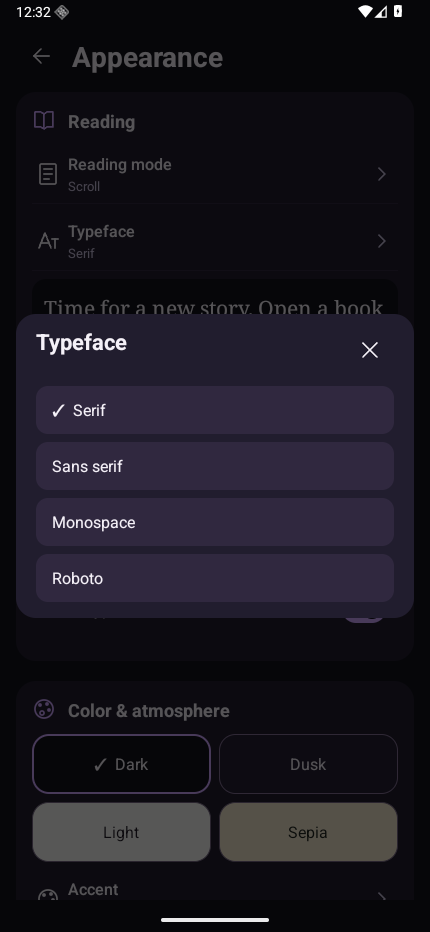 12:32
Appearance
Reading
Reading mode
Scroll
Typeface
Serif
Time for a new story. Open a book
Typeface
✓ Serif
Sans serif
Monospace
Roboto
Color & atmosphere
✓ Dark
Dusk
Light
Sepia
Accent